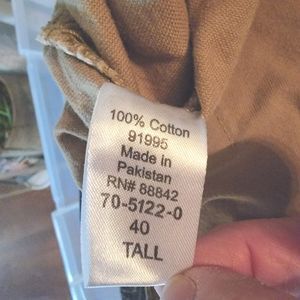 100% Cotton
91995
Made in
Pakistan
RN# 88842
70-5122-0
40
TALL